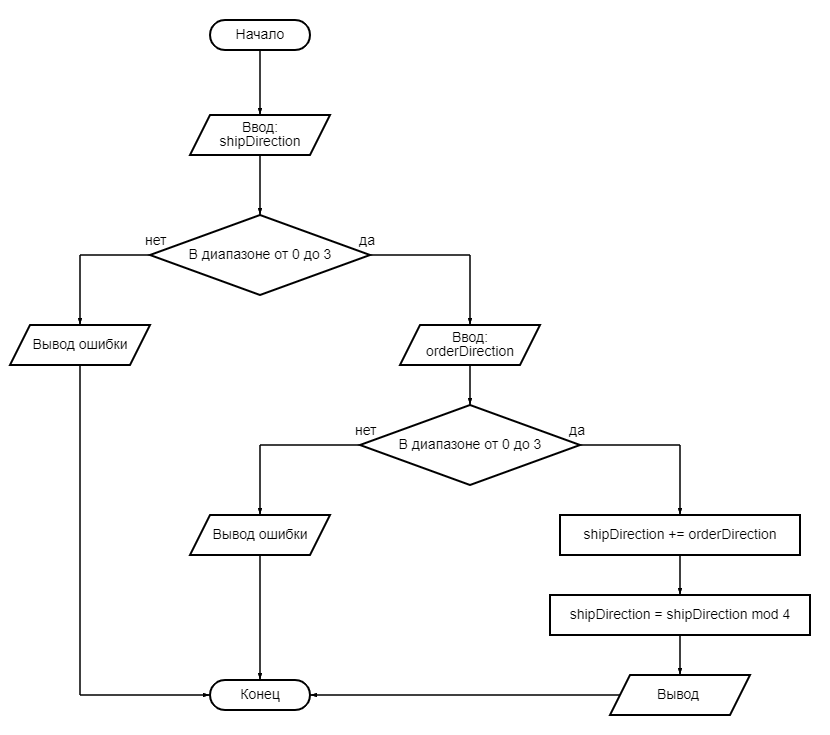 Начало
Ввод:
shipDirection
нет
да
В диапазоне от 0 до 3
Вывод ошибки
Ввод:
orderDirection
нет
да
В диапазоне от 0 до 3
Вывод ошибки
shipDirection += orderDirection
shipDirection = shipDirection mod 4
Конец
Вывод